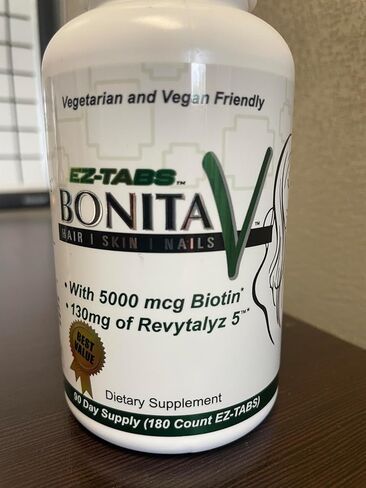 Vegetarian and Vegan Friendly
EZ-TABS™
BONITA V™
HAIR | SKIN | NAILS
• With 5000 mcg Biotin*
• 130mg of Revytalyz 5™*
BEST
VALUE
Dietary Supplement
90 Day Supply (180 Count EZ-TABS)